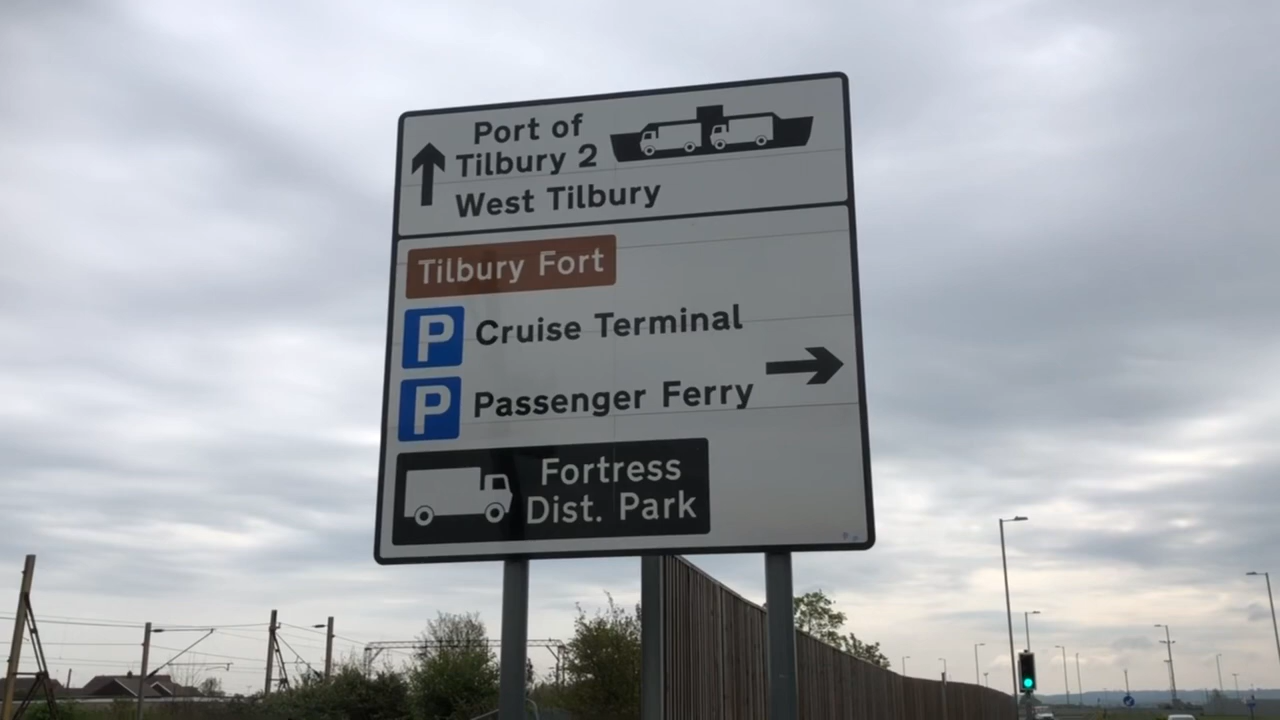 Port of
Tilbury 2
West Tilbury
Tilbury Fort
P Cruise Terminal
P Passenger Ferry
Fortress
Dist. Park